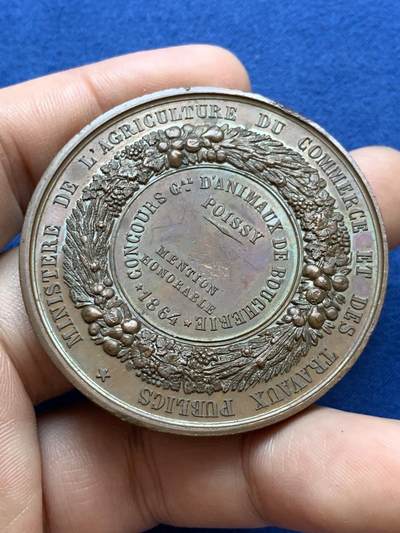 ★ MINISTERE DE L'AGRICULTURE DU COMMERCE ET DES TRAVAUX PUBLICS
CONCOURS GAL D'ANIMAUX DE BOUCHERIE
POISSY
MENTION
HONORABLE
★ 1864 ★